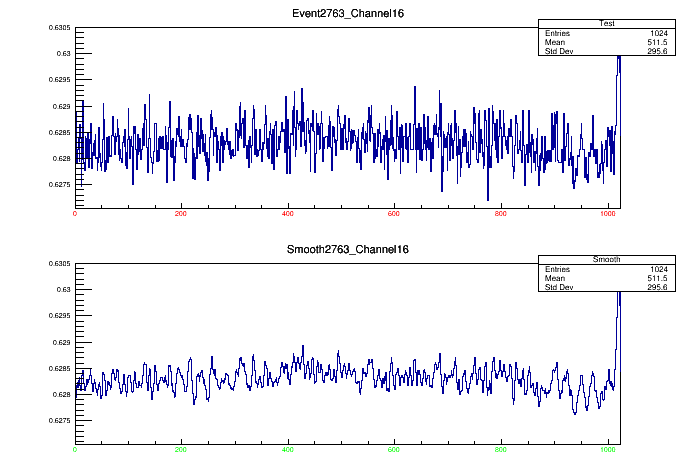 Event2763_Channel16
Test
Entries 1024
Mean 511.5
Std Dev 295.6
0.6305
0.63
0.6295
0.629
0.6285
0.628
0.6275
0 200 400 600 800 1000
Smooth2763_Channel16
Smooth
Entries 1024
Mean 511.5
Std Dev 295.6
0.6305
0.63
0.6295
0.629
0.6285
0.628
0.6275
0 200 400 600 800 1000